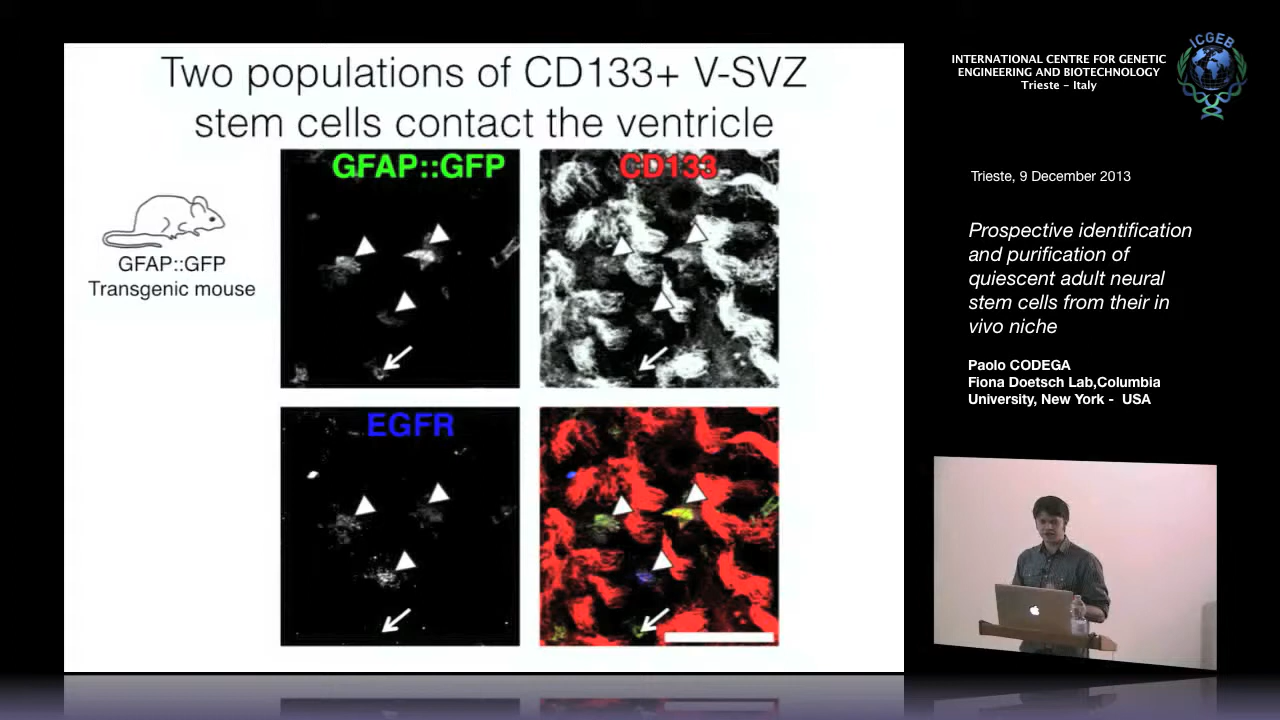 Two populations of CD133+ V-SVZ
stem cells contact the ventricle
GFAP::GFP
CD133
GFAP::GFP
Transgenic mouse
EGFR
ICGEB
INTERNATIONAL CENTRE FOR GENETIC
ENGINEERING AND BIOTECHNOLOGY
Trieste - Italy
Trieste, 9 December 2013
Prospective identification
and purification of
quiescent adult neural
stem cells from their in
vivo niche
Paolo CODEGA
Fiona Doetsch Lab,Columbia
University, New York - USA